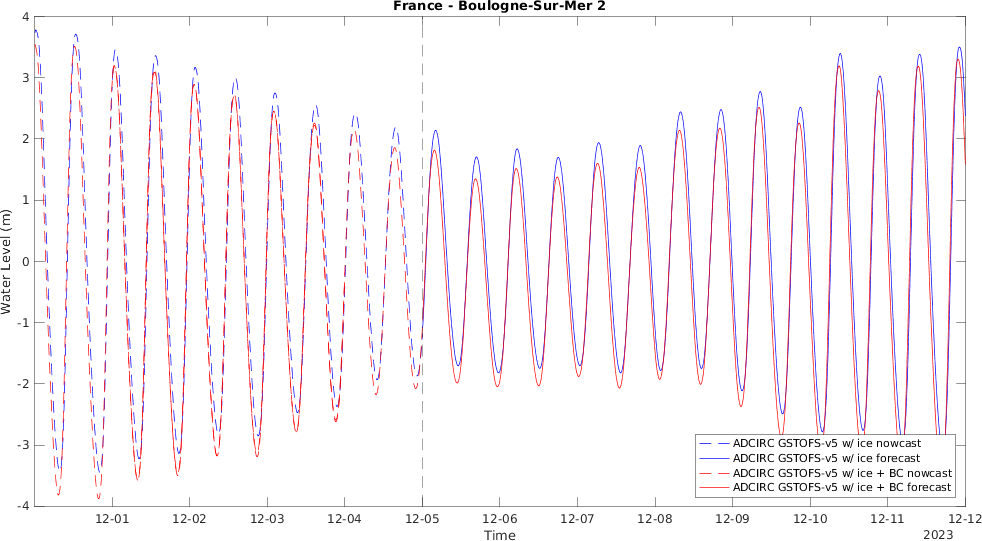 France - Boulogne-Sur-Mer 2
4
3
2
1
0
-1
-2
-3
-4
Water Level (m)
ADCIRC GSTOFS-v5 w/ ice nowcast
ADCIRC GSTOFS-v5 w/ ice forecast
ADCIRC GSTOFS-v5 w/ ice + BC nowcast
ADCIRC GSTOFS-v5 w/ ice + BC forecast
12-01 12-02 12-03 12-04 12-05 12-06 12-07 12-08 12-09 12-10 12-11 12-12
Time 2023